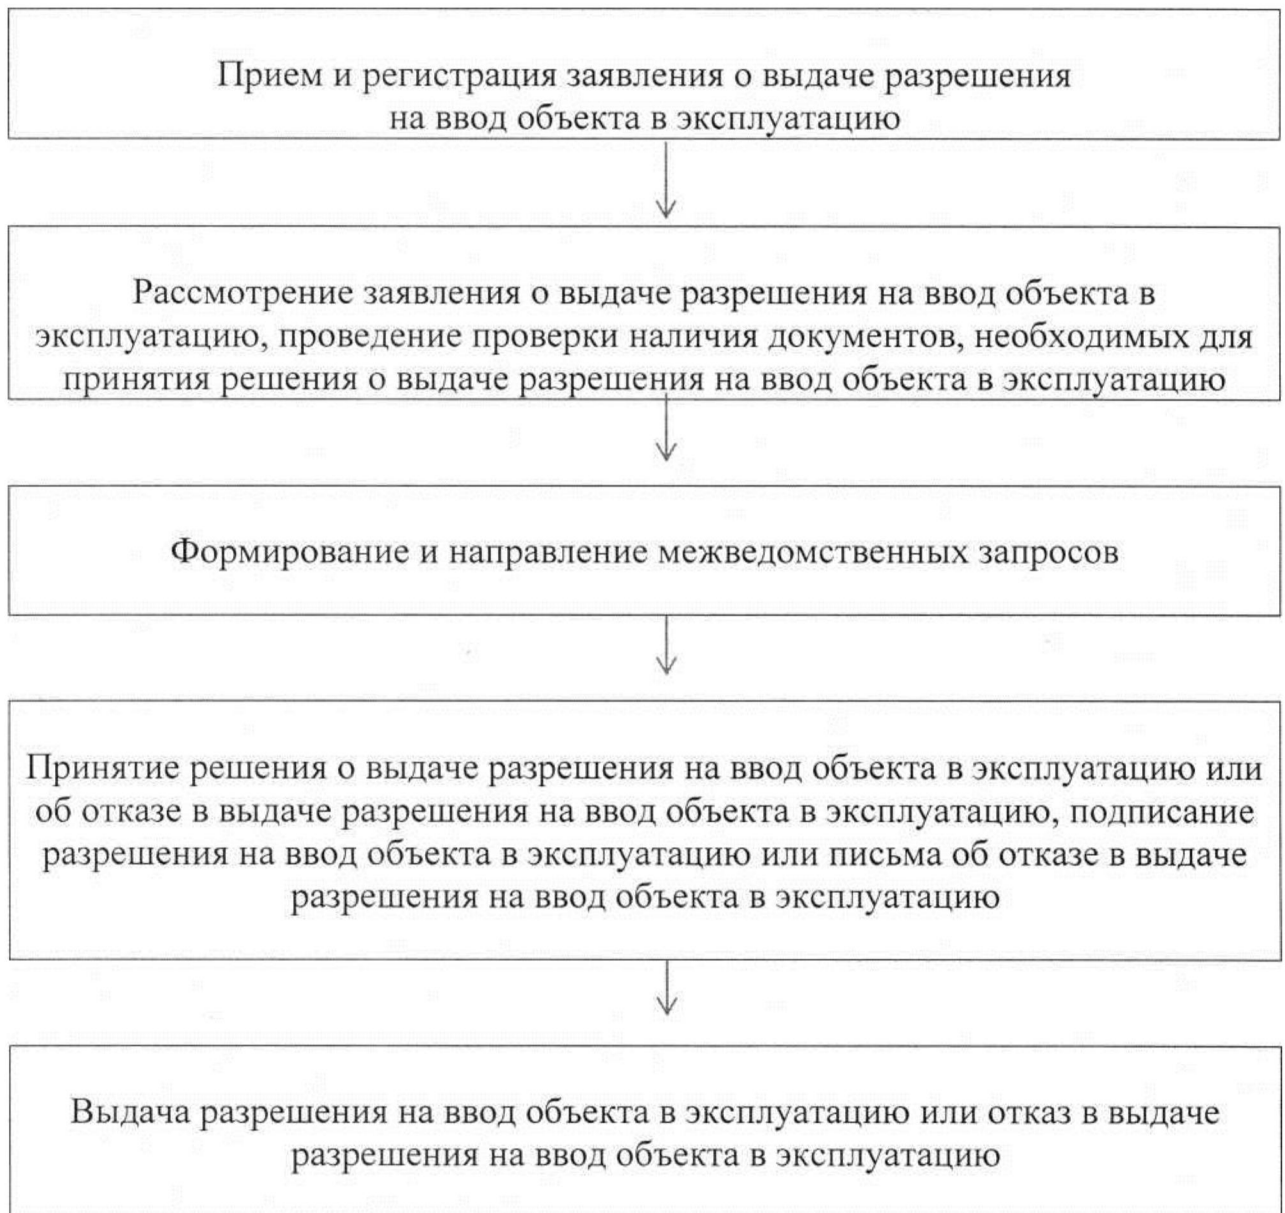 Прием и регистрация заявления о выдаче разрешения
на ввод объекта в эксплуатацию
Рассмотрение заявления о выдаче разрешения на ввод объекта в
эксплуатацию, проведение проверки наличия документов, необходимых для
принятия решения о выдаче разрешения на ввод объекта в эксплуатацию
Формирование и направление межведомственных запросов
Принятие решения о выдаче разрешения на ввод объекта в эксплуатацию или
об отказе в выдаче разрешения на ввод объекта в эксплуатацию, подписание
разрешения на ввод объекта в эксплуатацию или письма об отказе в выдаче
разрешения на ввод объекта в эксплуатацию
Выдача разрешения на ввод объекта в эксплуатацию или отказ в выдаче
разрешения на ввод объекта в эксплуатацию